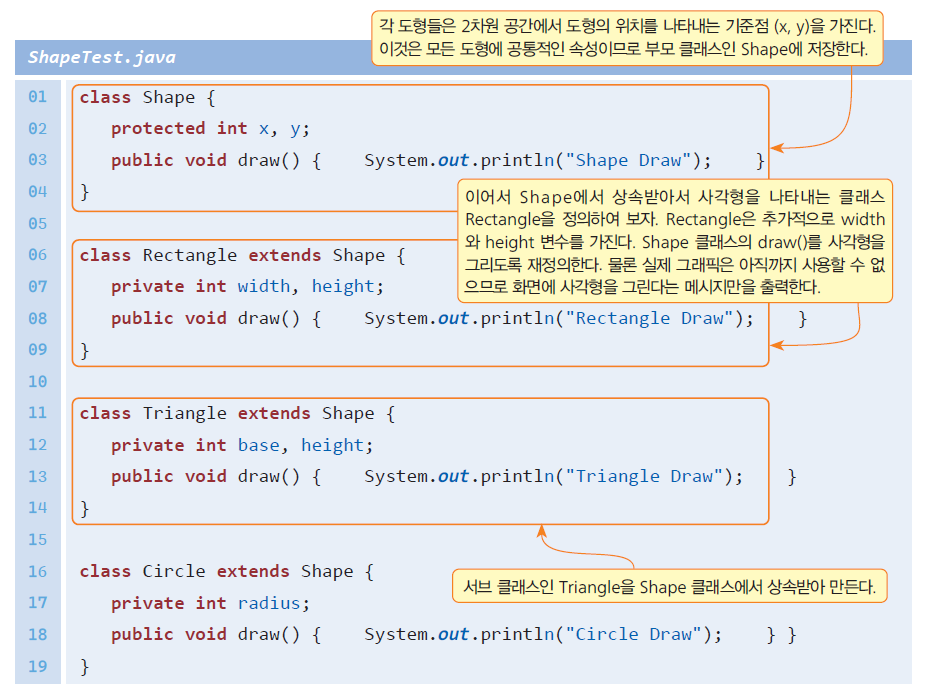 각 도형들은 2차원 공간에서 도형의 위치를 나타내는 기준점 (x, y)을 가진다.
이것은 모든 도형에 공통적인 속성이므로 부모 클래스인 Shape에 저장한다.
ShapeTest.java
01 class Shape {
02 protected int x, y;
03 public void draw() { System.out.println("Shape Draw"); }
04 }
이어서 Shape에서 상속받아서 사각형을 나타내는 클래스
Rectangle을 정의하여 보자. Rectangle은 추가적으로 width
와 height 변수를 가진다. Shape 클래스의 draw()를 사각형을
그리도록 재정의한다. 물론 실제 그래픽은 아직까지 사용할 수 없
으므로 화면에 사각형을 그린다는 메시지만을 출력한다.
05
06 class Rectangle extends Shape {
07 private int width, height;
08 public void draw() { System.out.println("Rectangle Draw"); }
09 }
10
11 class Triangle extends Shape {
12 private int base, height;
13 public void draw() { System.out.println("Triangle Draw"); }
14 }
15
서브 클래스인 Triangle을 Shape 클래스에서 상속받아 만든다.
16 class Circle extends Shape {
17 private int radius;
18 public void draw() { System.out.println("Circle Draw"); } }
19 }